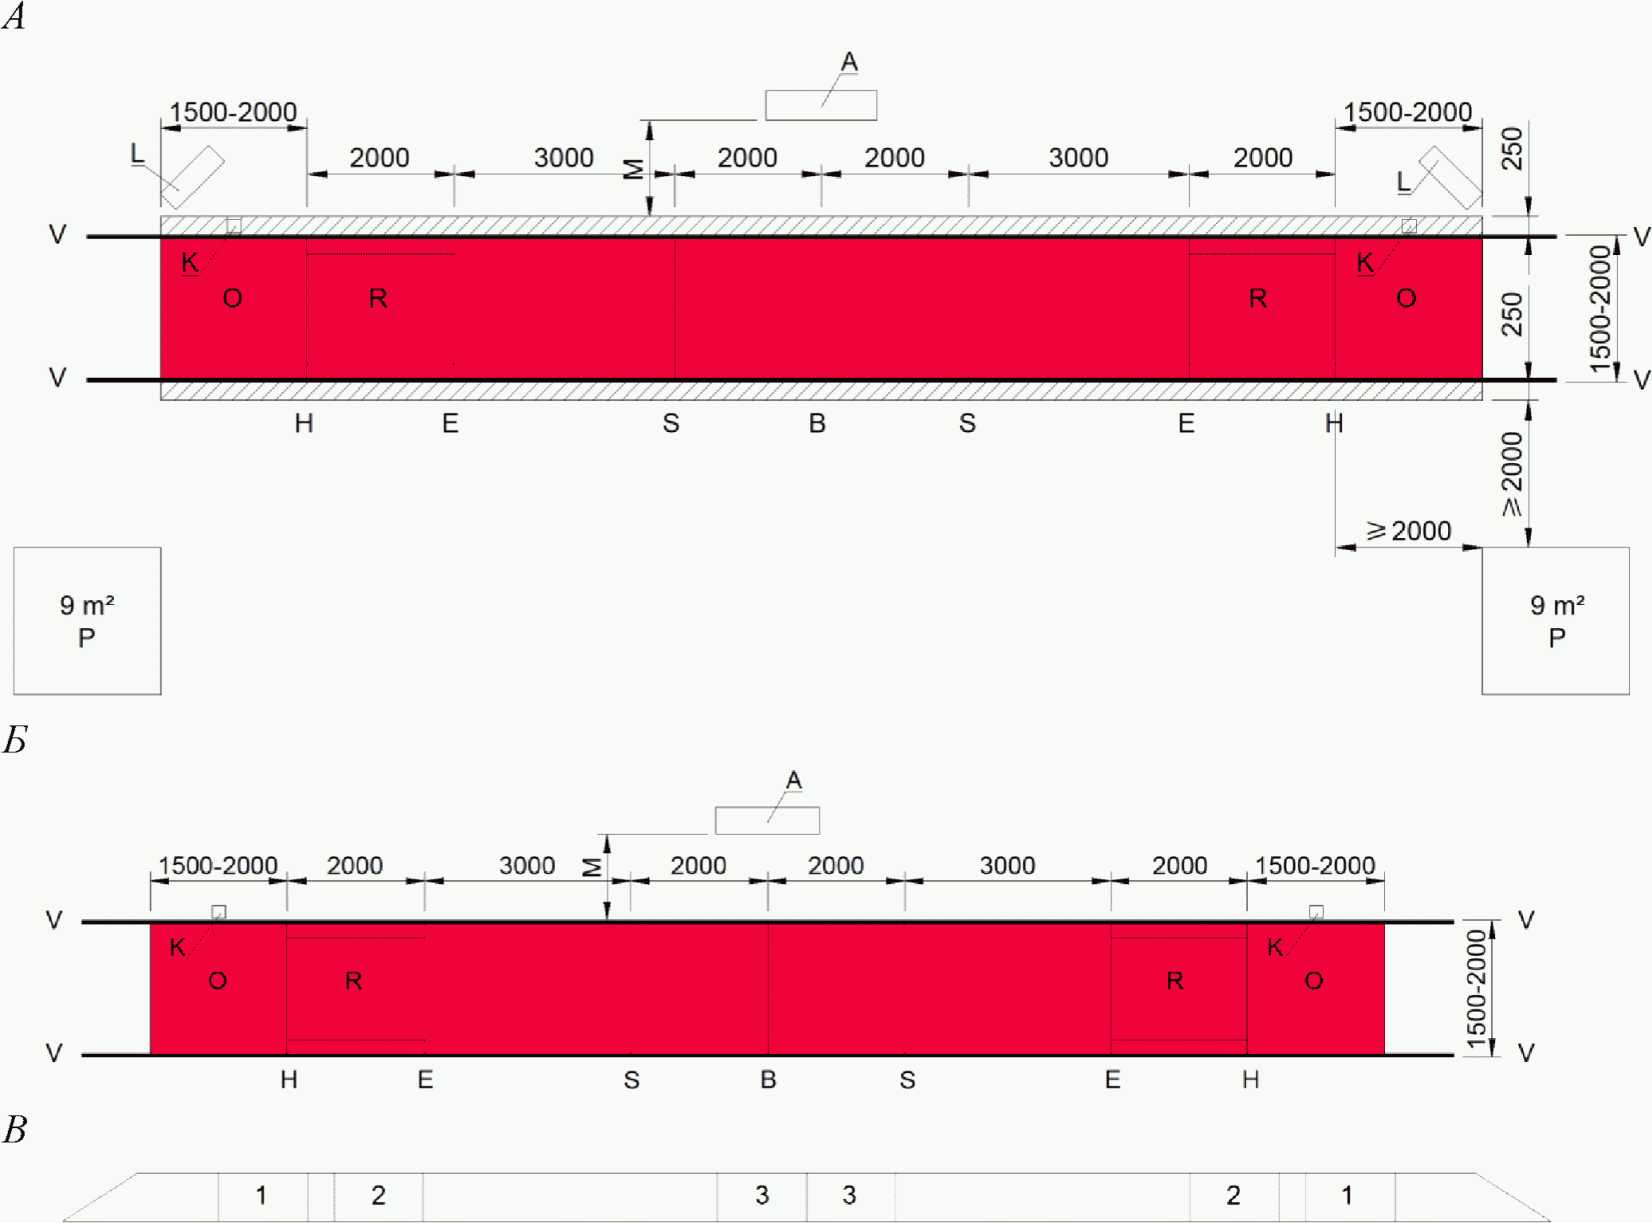 А
A
1500-2000 1500-2000
L 2000 3000 M 2000 2000 3000 2000 L 250
V V
K K
O R R O 250 1500-2000
V V
H E S B S E H
≥ 2000
≥ 2000
9 m² 9 m²
P P
Б
A
1500-2000 2000 3000 M 2000 2000 3000 2000 1500-2000
V V
K K
O R R O 1500-2000
V V
H E S B S E H
В
1 2 3 3 2 1